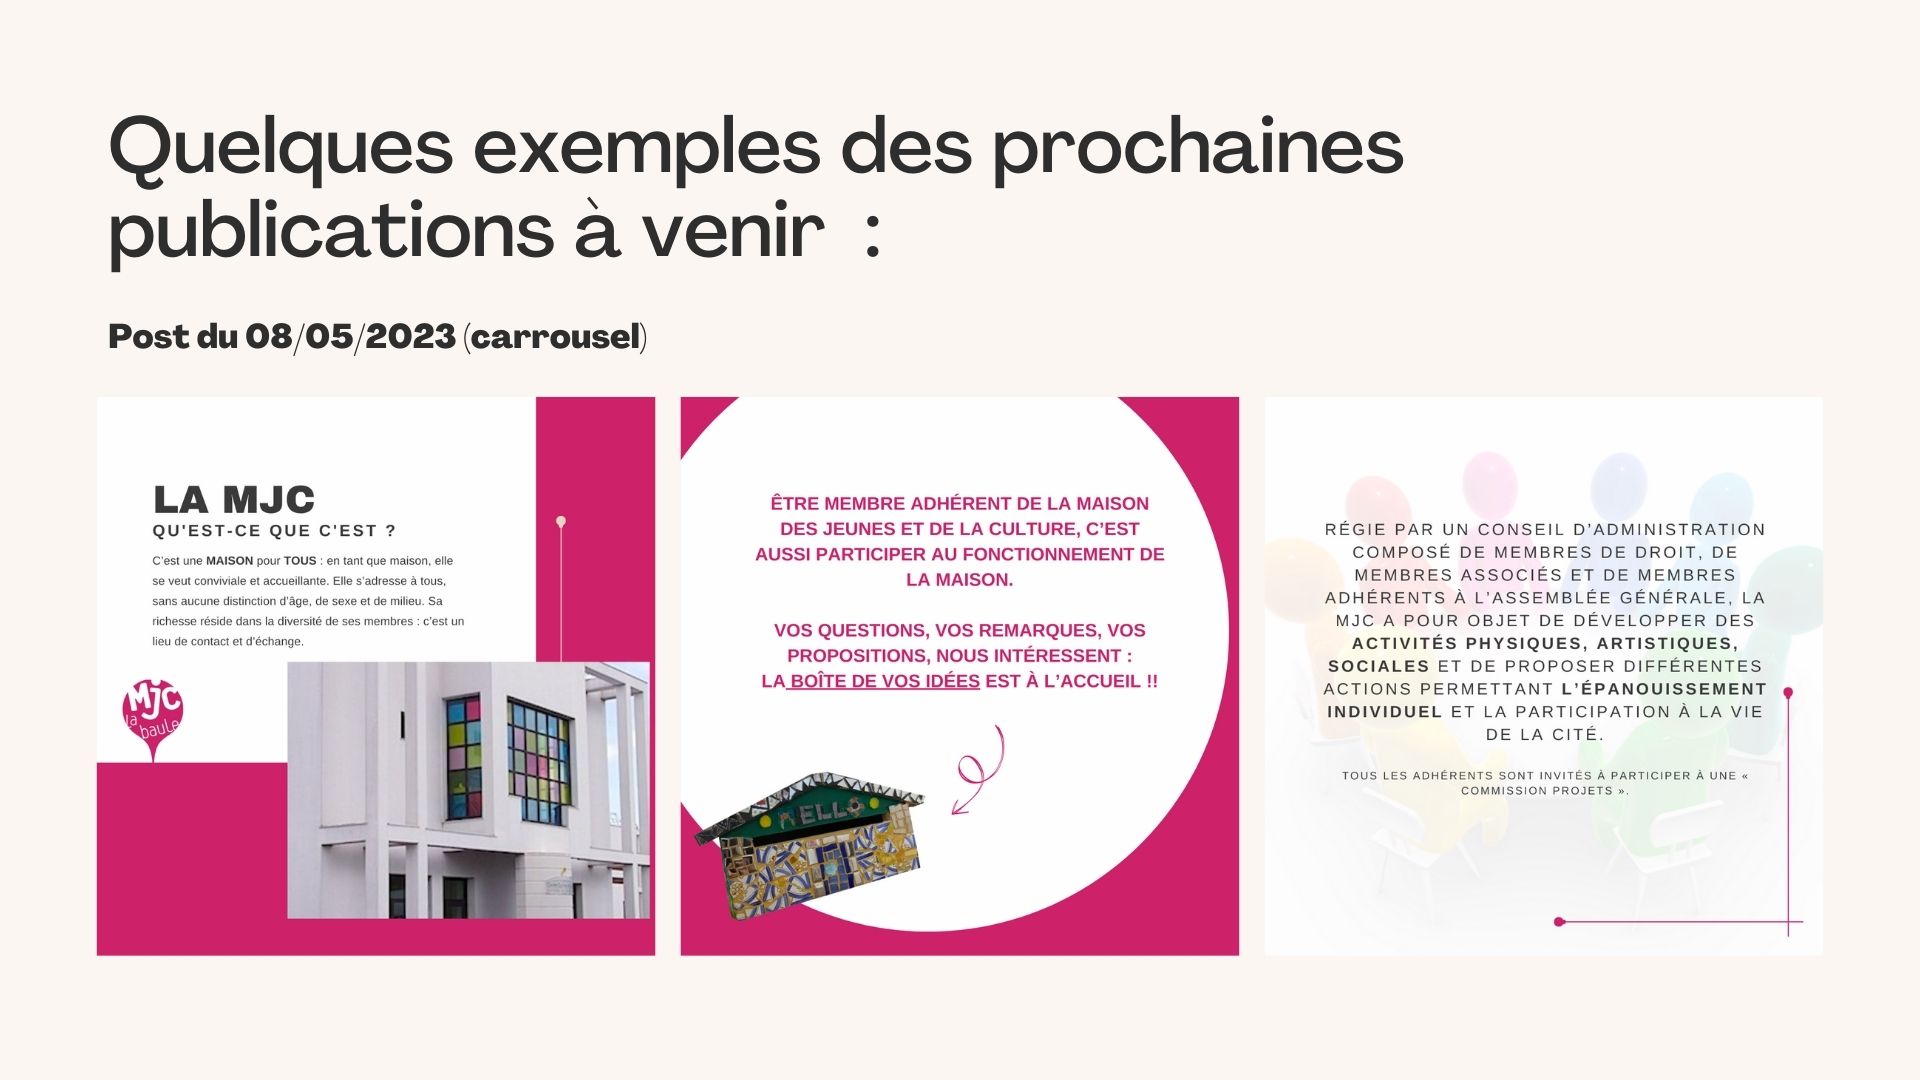 Quelques exemples des prochaines
publications à venir :
Post du 08/05/2023 (carrousel)
LA MJC
QU'EST-CE QUE C'EST ?
C'est une MAISON pour TOUS : en tant que maison, elle
se veut conviviale et accueillante. Elle s'adresse à tous,
sans aucune distinction d'âge, de sexe et de milieu. Sa
richesse réside dans la diversité de ses membres : c'est un
lieu de contact et d'échange.
MJC
la
baule
ÊTRE MEMBRE ADHÉRENT DE LA MAISON
DES JEUNES ET DE LA CULTURE, C'EST
AUSSI PARTICIPER AU FONCTIONNEMENT DE
LA MAISON.
VOS QUESTIONS, VOS REMARQUES, VOS
PROPOSITIONS, NOUS INTÉRESSENT :
LA BOÎTE DE VOS IDÉES EST À L'ACCUEIL !!
RÉGIE PAR UN CONSEIL D'ADMINISTRATION
COMPOSÉ DE MEMBRES DE DROIT, DE
MEMBRES ASSOCIÉS ET DE MEMBRES
ADHÉRENTS À L'ASSEMBLÉE GÉNÉRALE, LA
MJC A POUR OBJET DE DÉVELOPPER DES
ACTIVITÉS PHYSIQUES, ARTISTIQUES,
SOCIALES ET DE PROPOSER DIFFÉRENTES
ACTIONS PERMETTANT L'ÉPANOUISSEMENT
INDIVIDUEL ET LA PARTICIPATION À LA VIE
DE LA CITÉ.
TOUS LES ADHÉRENTS SONT INVITÉS À PARTICIPER À UNE «
COMMISSION PROJETS ».